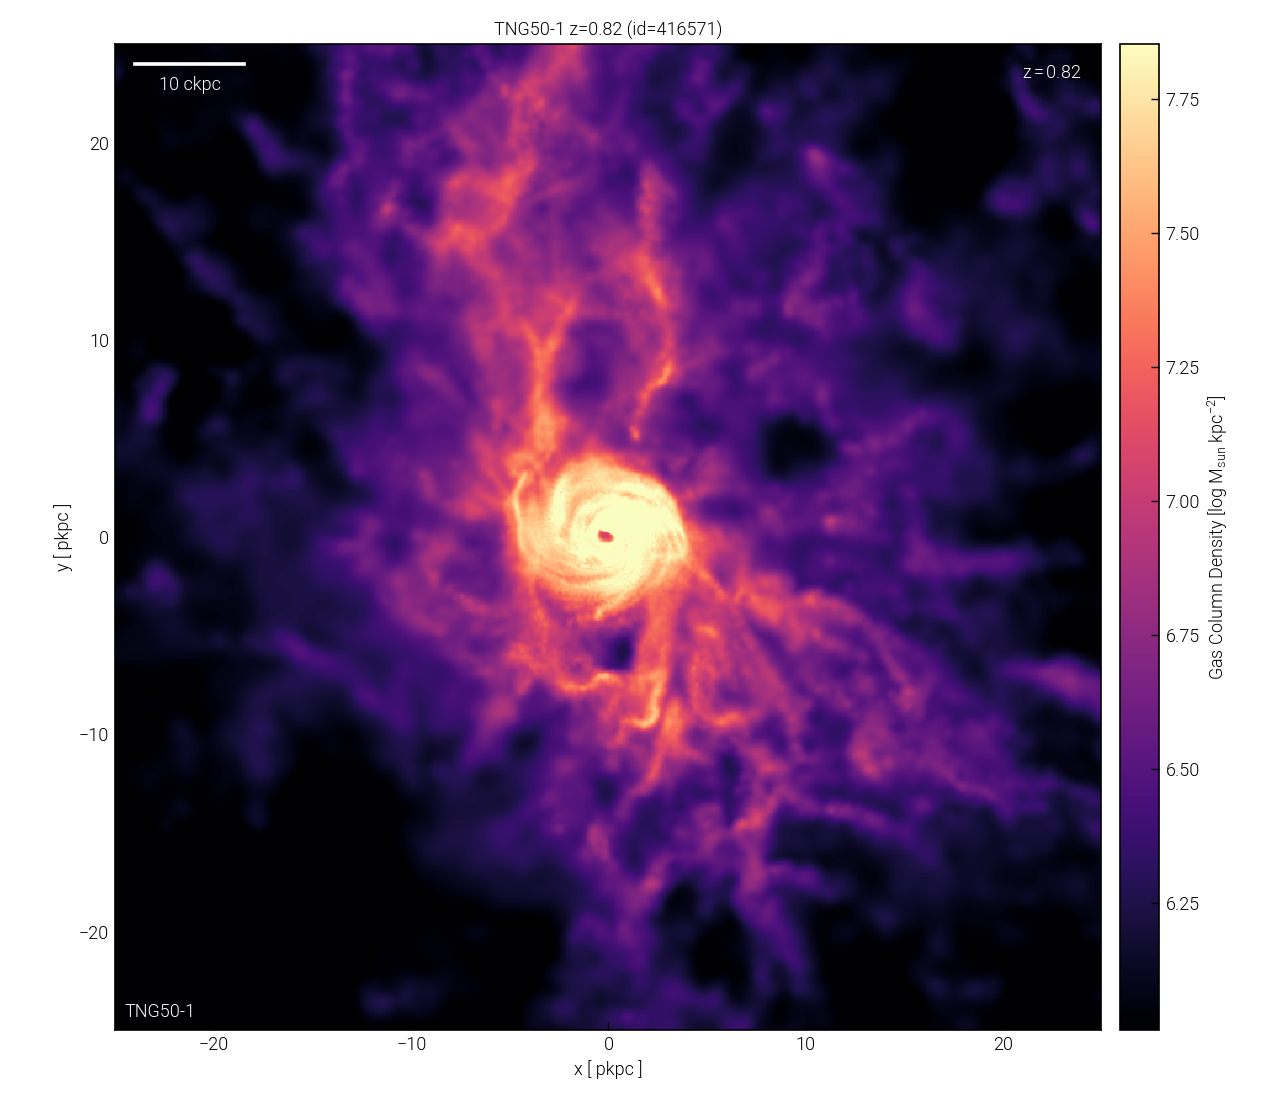 TNG50-1 z=0.82 (id=416571)
10 ckpc
z=0.82
20
10
0
−10
−20
y [ pkpc ]
TNG50-1
−20
−10
0
10
20
x [ pkpc ]
7.75
7.50
7.25
7.00
6.75
6.50
6.25
Gas Column Density [log M_sun kpc^−2]